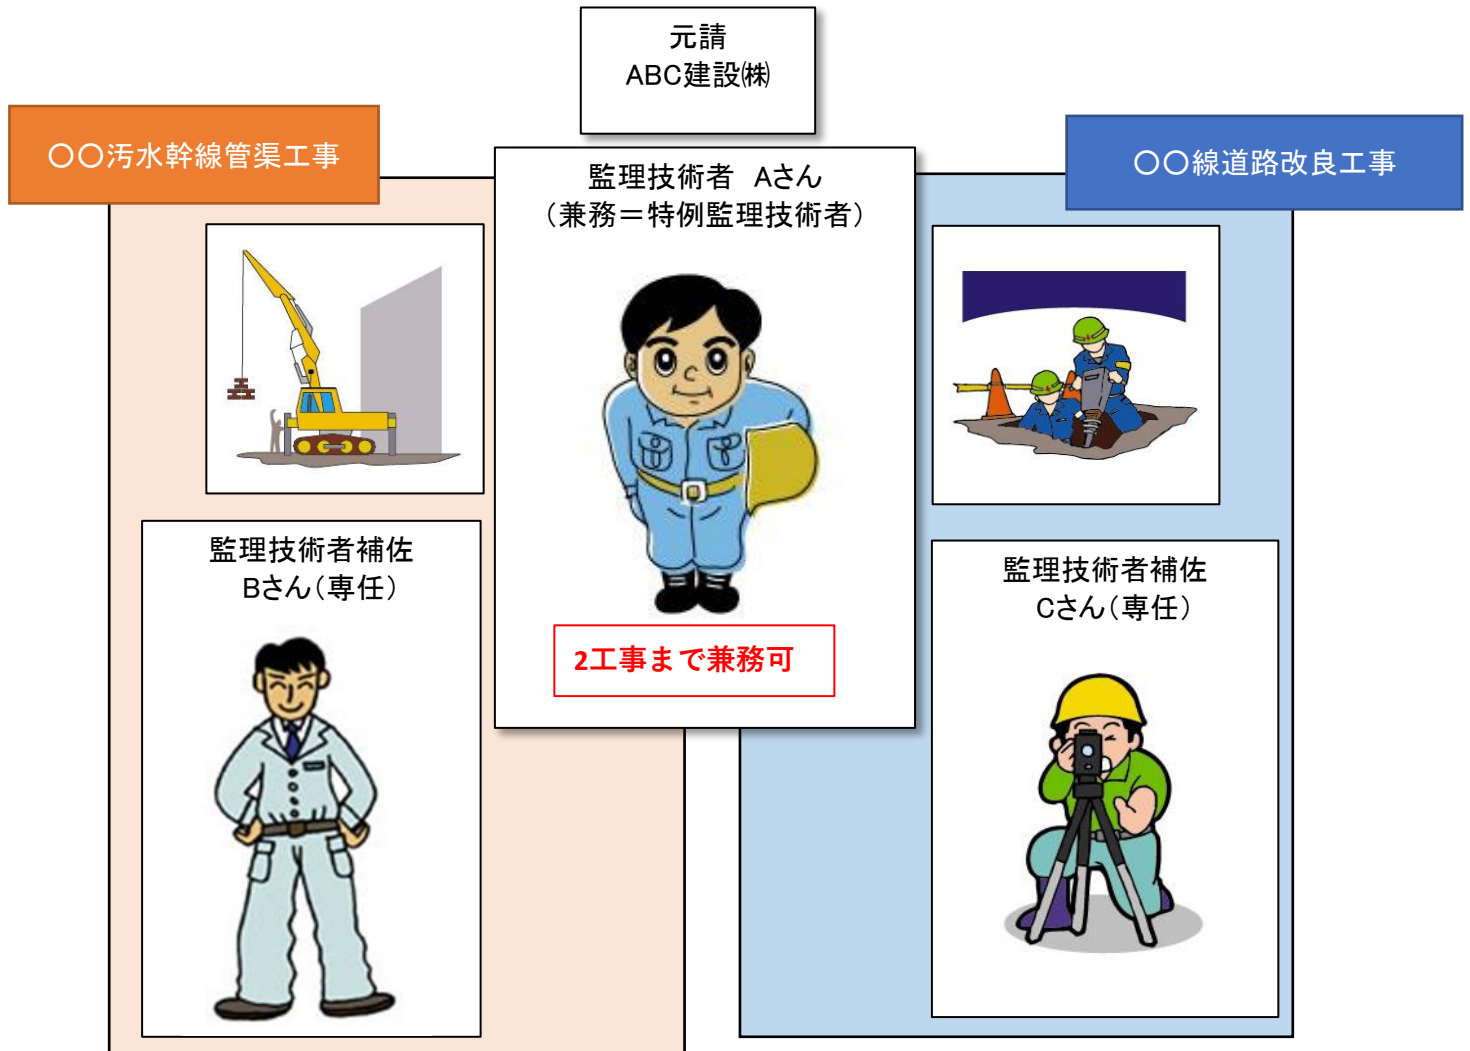 元請
ABC建設㈱
〇〇汚水幹線管渠工事
〇〇線道路改良工事
監理技術者　Aさん
（兼務＝特例監理技術者）
2工事まで兼務可
監理技術者補佐
Bさん（専任）
監理技術者補佐
Cさん（専任）